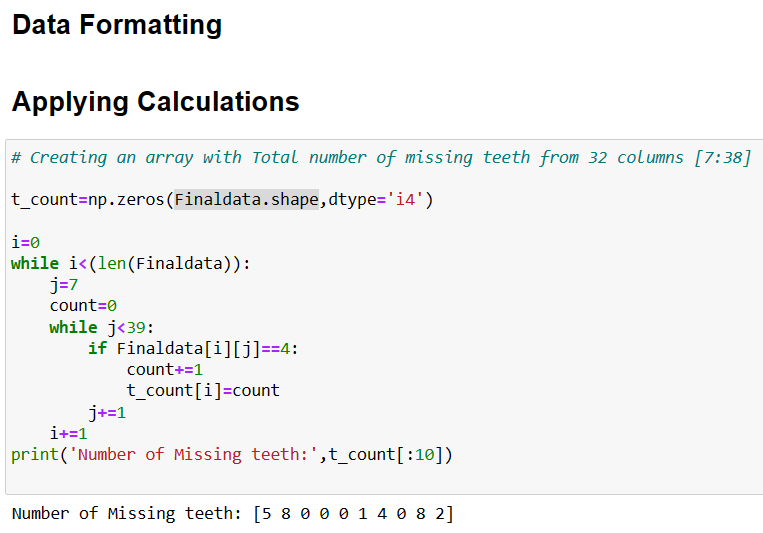 Data Formatting
Applying Calculations
# Creating an array with Total number of missing teeth from 32 columns [7:38]
t_count=np.zeros(Finaldata.shape,dtype='i4')
i=0
while i<(len(Finaldata)):
    j=7
    count=0
    while j<39:
        if Finaldata[i][j]==4:
            count+=1
            t_count[i]=count
        j+=1
    i+=1
print('Number of Missing teeth:',t_count[:10])
Number of Missing teeth: [5 8 0 0 0 1 4 0 8 2]